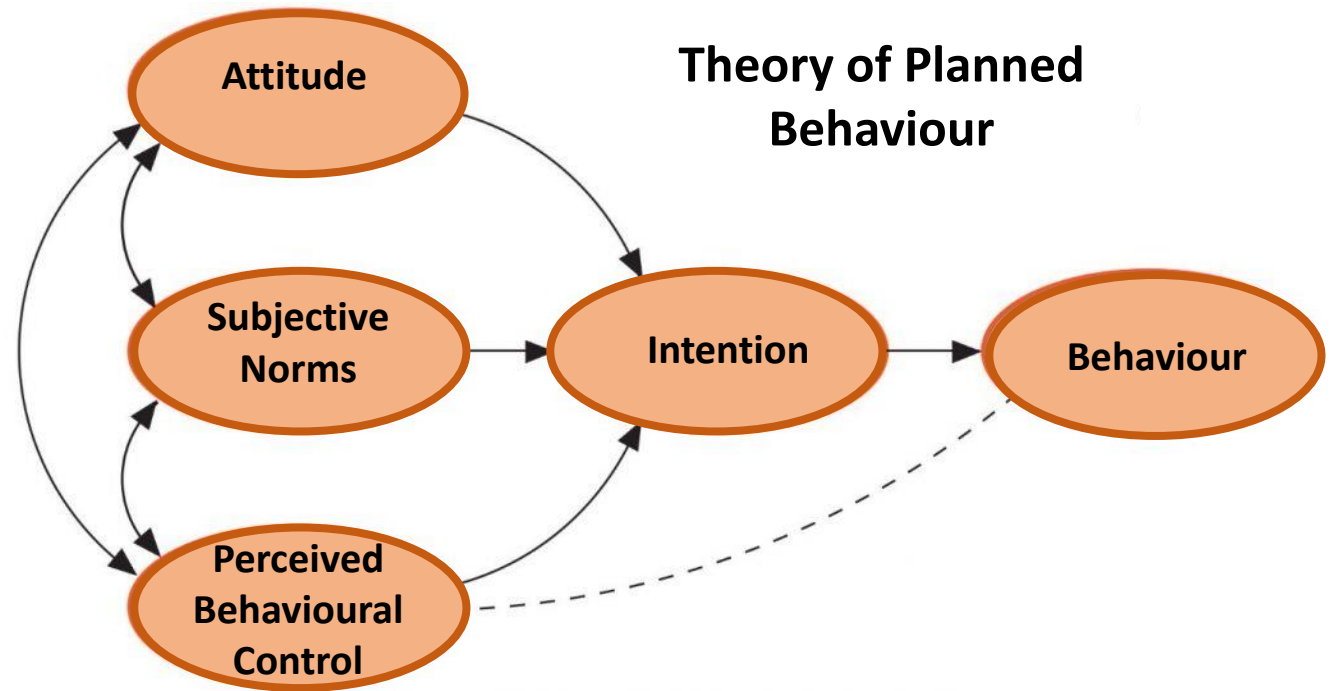 Theory of Planned
Behaviour
Attitude
Subjective
Norms
Intention
Behaviour
Perceived
Behavioural
Control